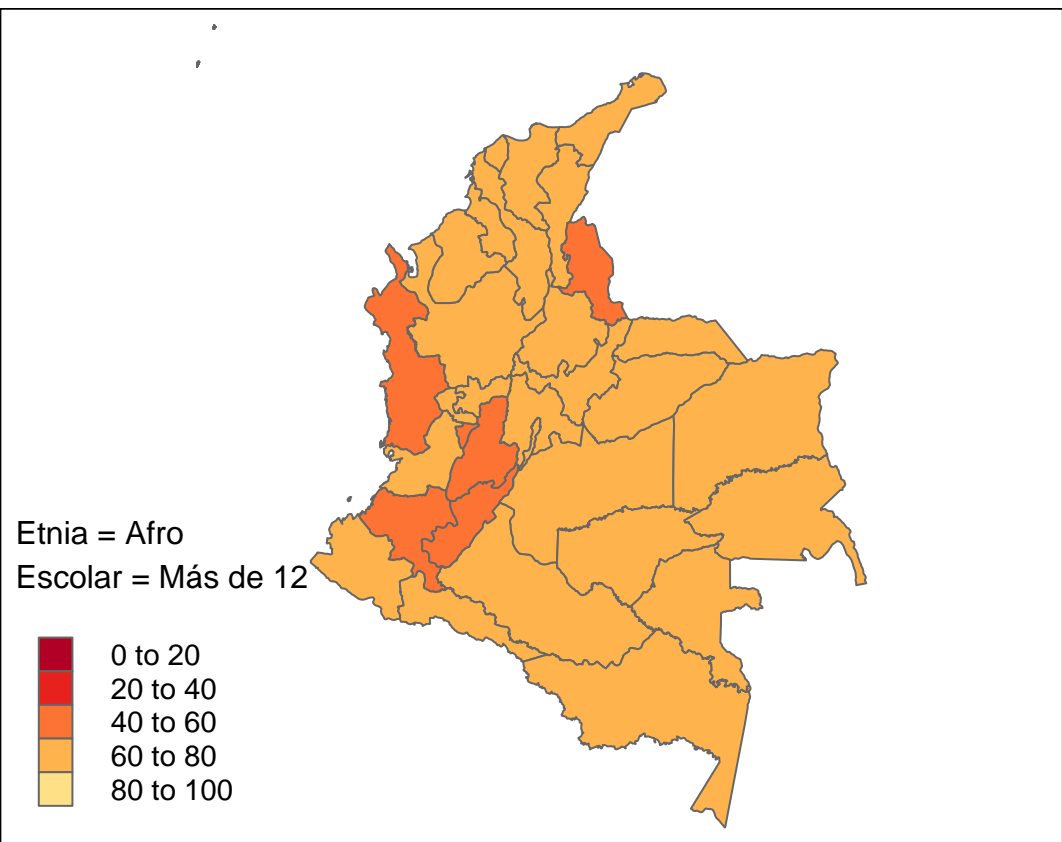 Etnia = Afro
Escolar = Más de 12
0 to 20
20 to 40
40 to 60
60 to 80
80 to 100